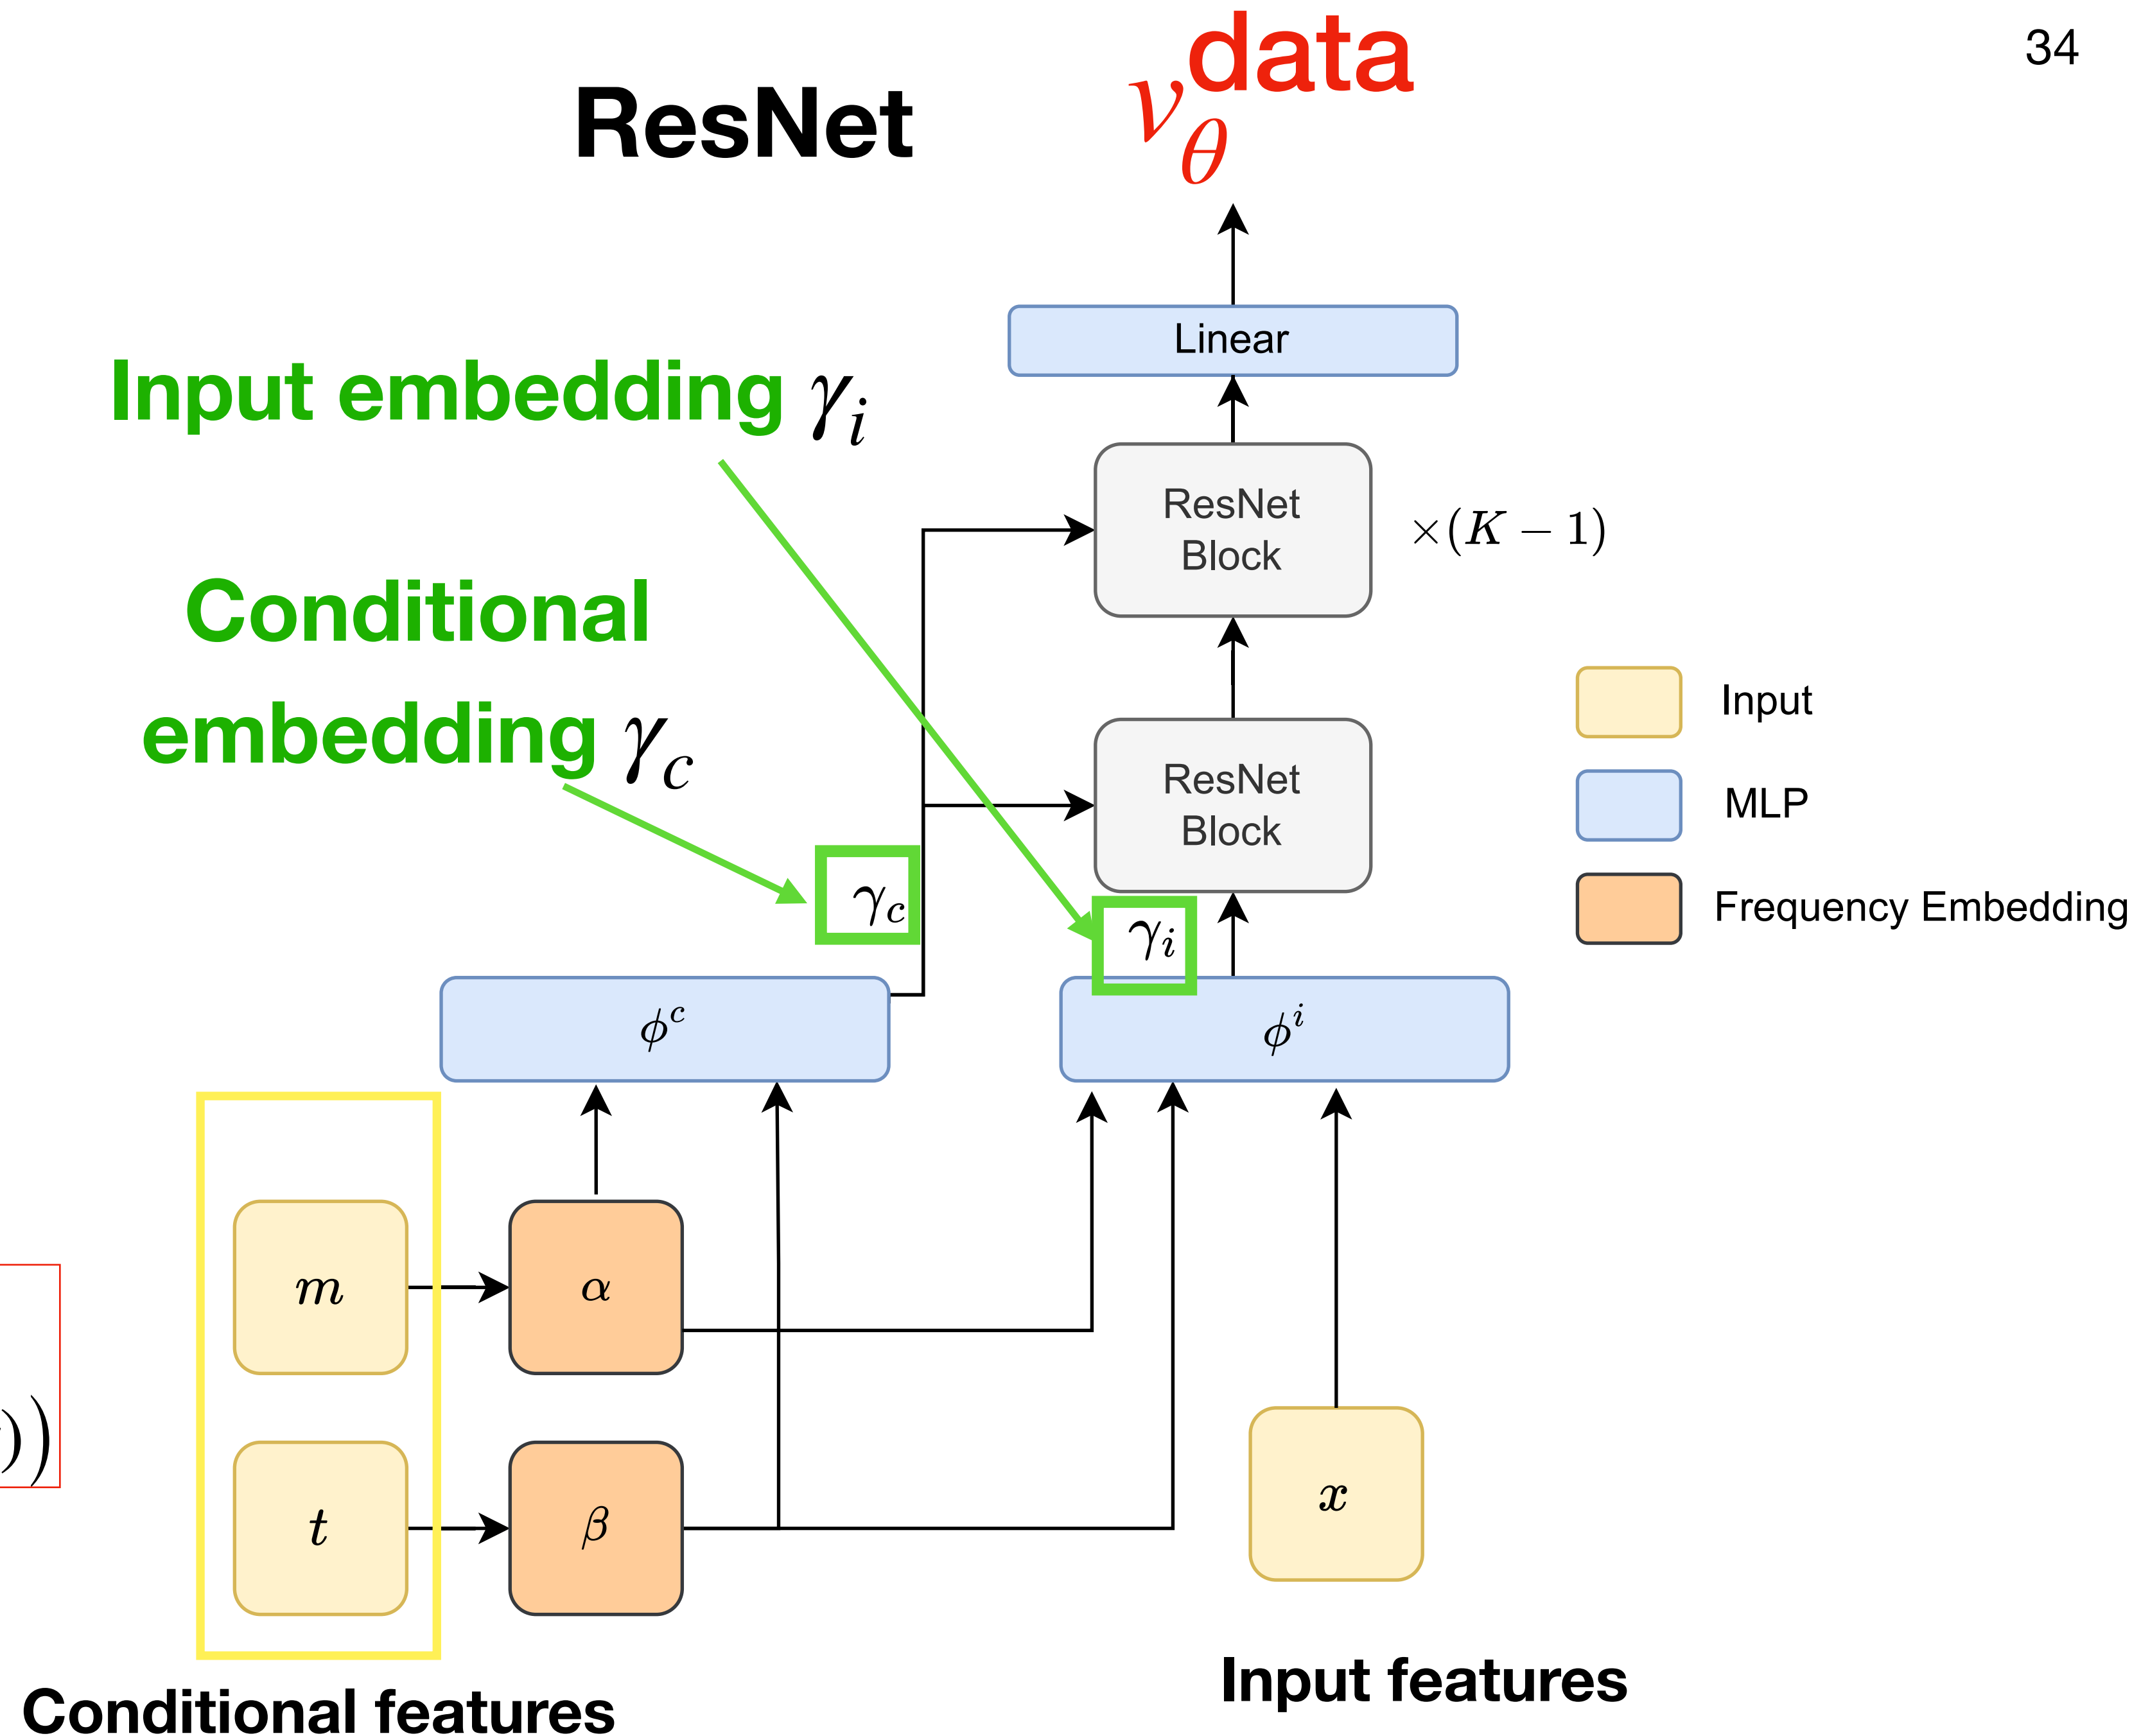 34
ResNet
v_θ^data
Linear
Input embedding γ_i
ResNet
Block
×(K − 1)
Conditional
embedding γ_c
Input
ResNet
Block
MLP
Frequency Embedding
γ_c
γ_i
ϕ^c
ϕ^i
m
α
))
t
β
x
Input features
Conditional features